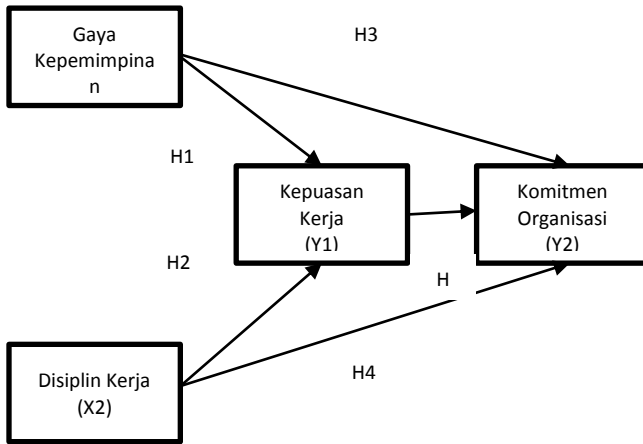 Gaya
Kepemimpina
n
H3
H1
Kepuasan
Kerja
(Y1)
Komitmen
Organisasi
(Y2)
H2
H
Disiplin Kerja
(X2)
H4